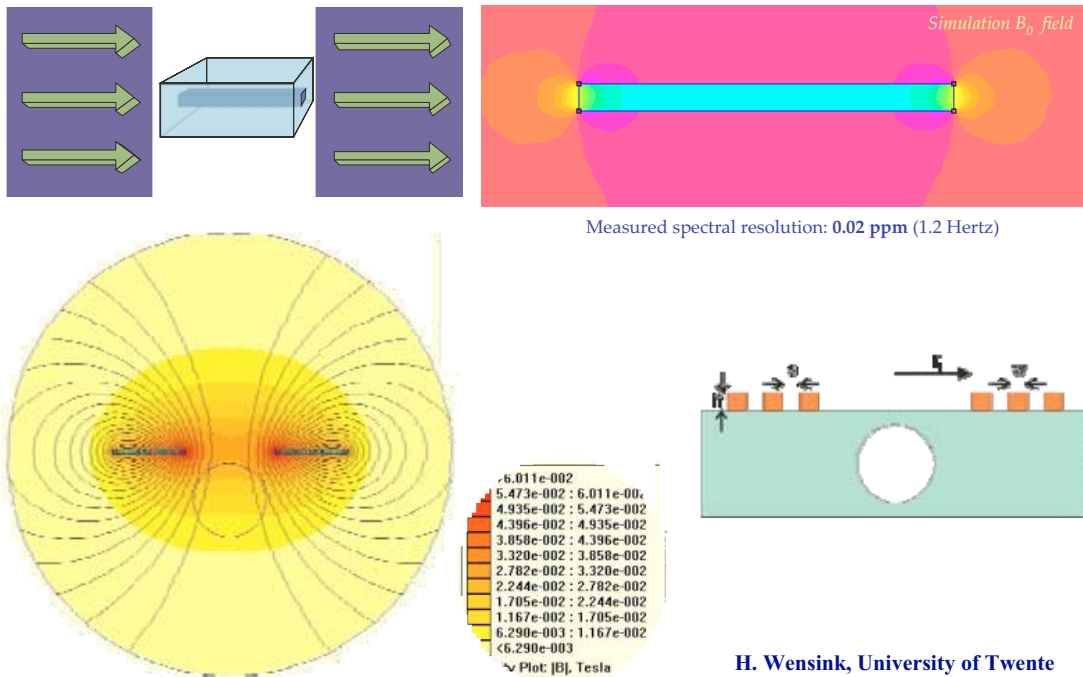 Simulation B₀ field
Measured spectral resolution: 0.02 ppm (1.2 Hertz)
>6.011e-002
5.473e-002 : 6.011e-002
4.935e-002 : 5.473e-002
4.396e-002 : 4.935e-002
3.858e-002 : 4.396e-002
3.320e-002 : 3.858e-002
2.782e-002 : 3.320e-002
2.244e-002 : 2.782e-002
1.705e-002 : 2.244e-002
1.167e-002 : 1.705e-002
6.290e-003 : 1.167e-002
<6.290e-003
Plot: |B|, Tesla
s
w
H. Wensink, University of Twente